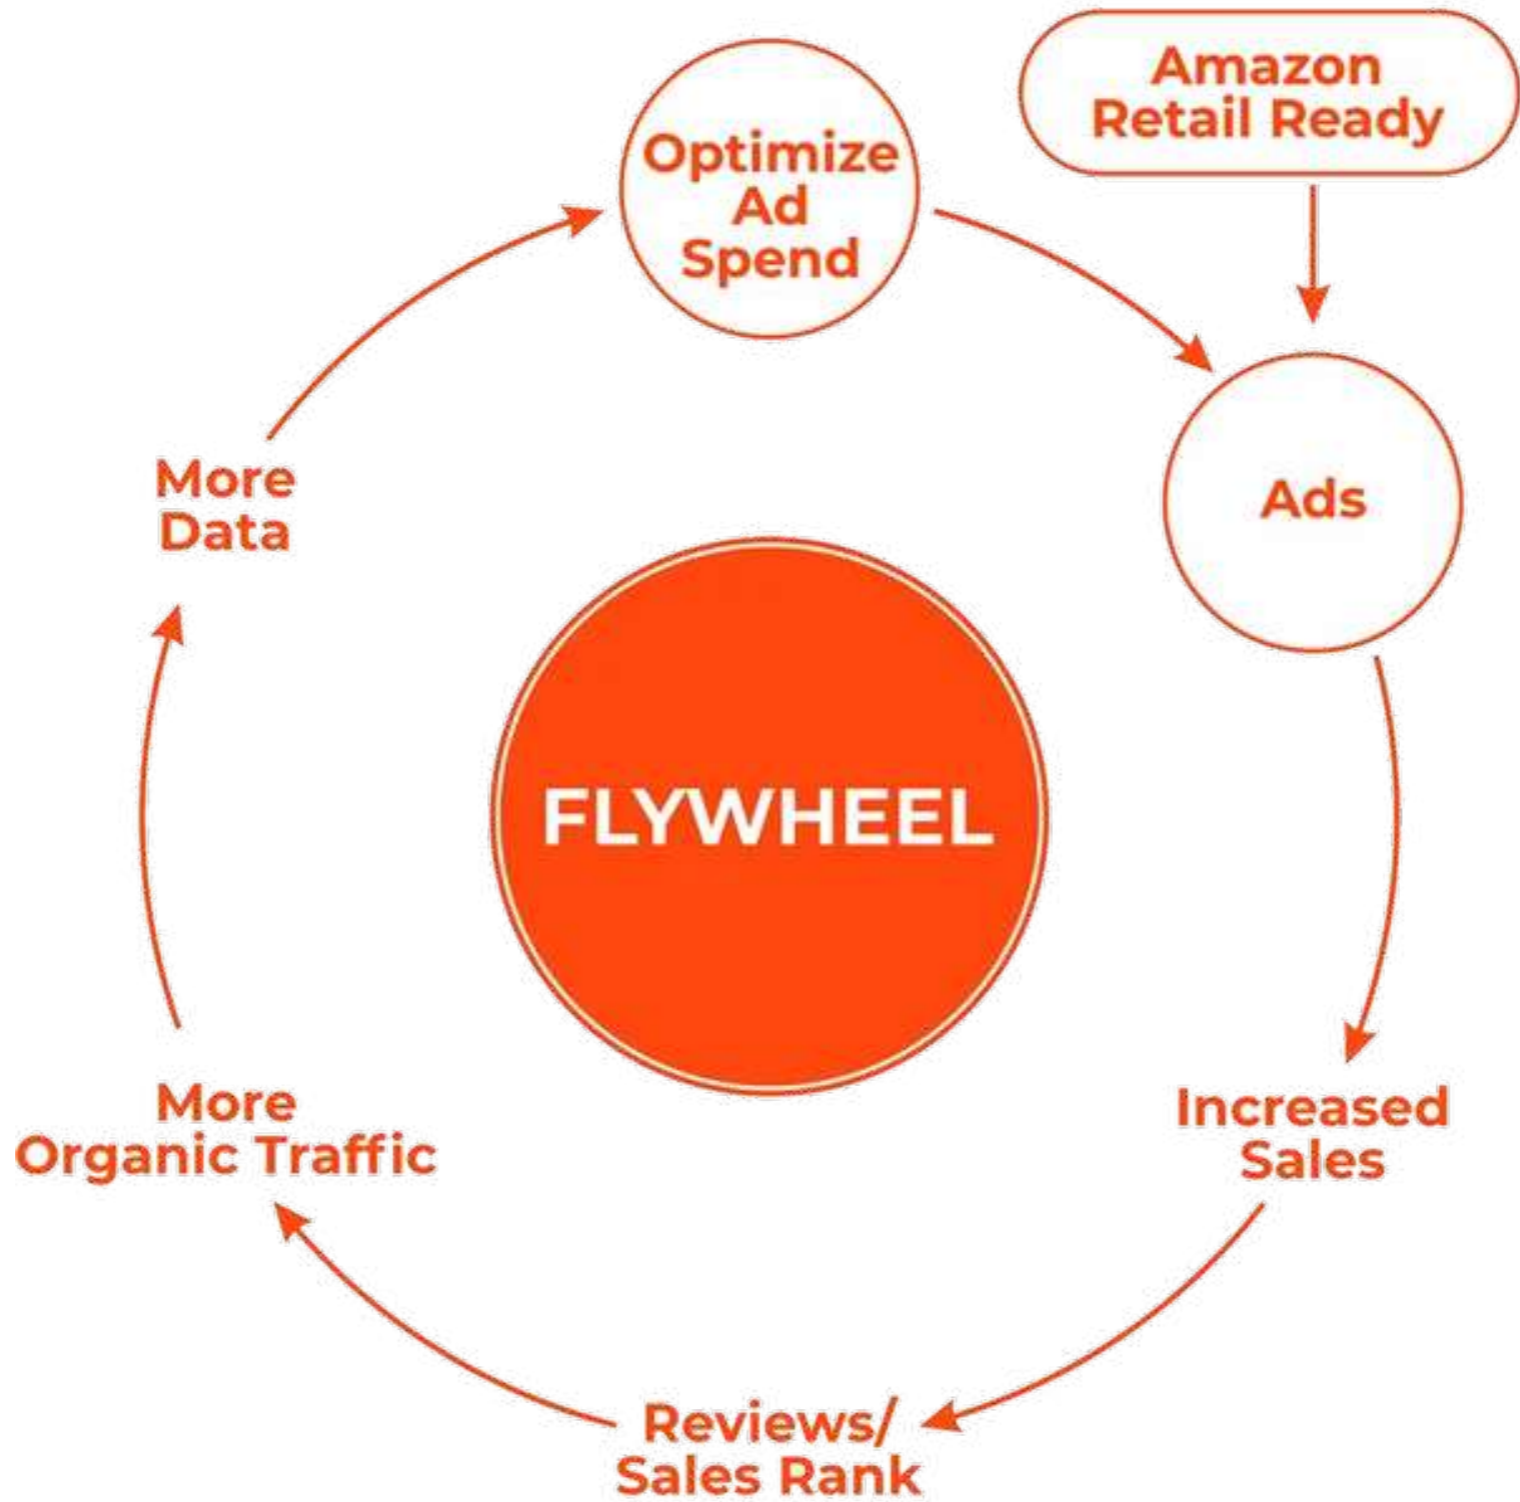 Amazon
Retail Ready
Optimize
Ad
Spend
Ads
More
Data
FLYWHEEL
More
Organic Traffic
Increased
Sales
Reviews/
Sales Rank